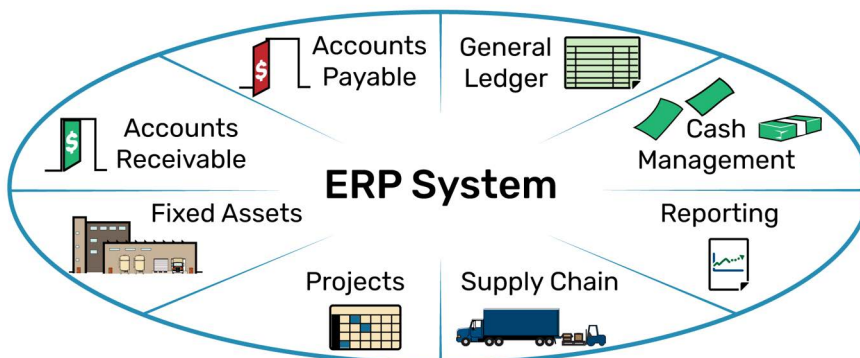 Accounts
Payable
General
Ledger
Accounts
Receivable
Cash
Management
ERP System
Fixed Assets
Reporting
Projects
Supply Chain
$
$